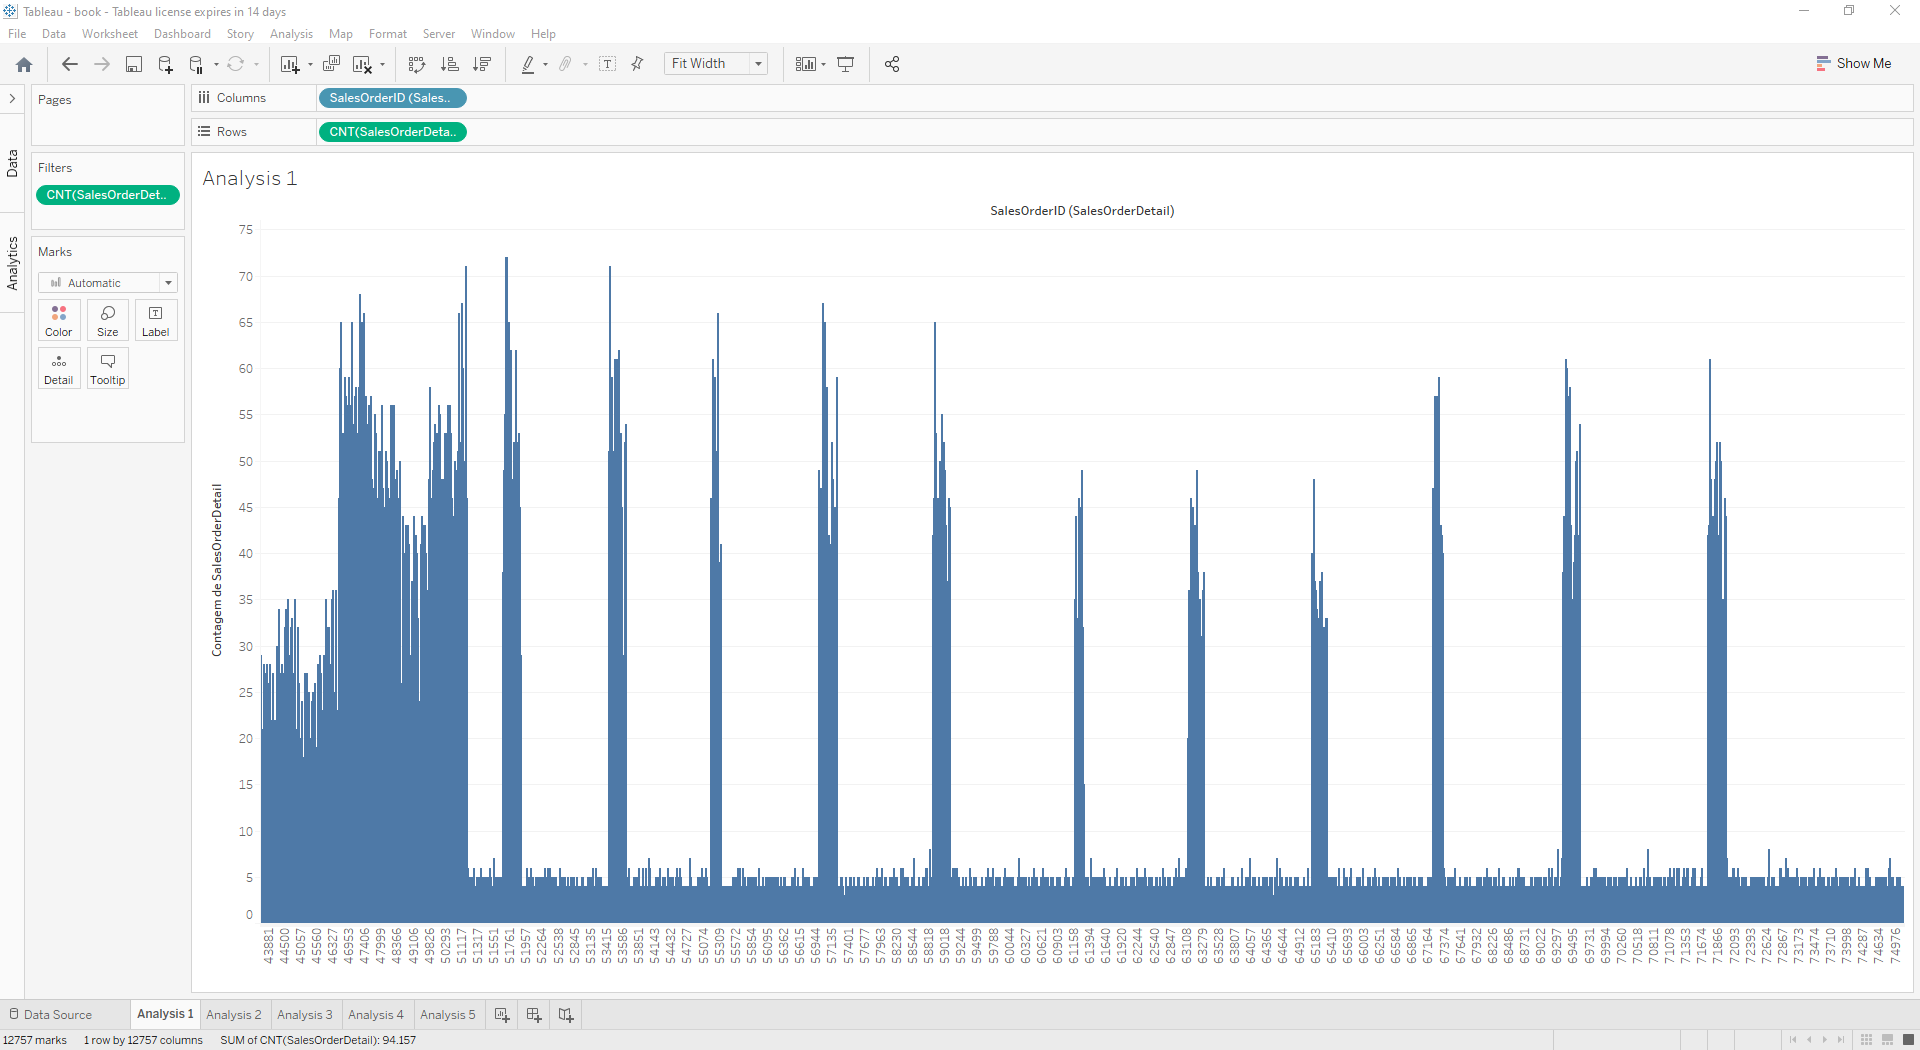 Tableau - book - Tableau license expires in 14 days
File Data Worksheet Dashboard Story Analysis Map Format Server Window Help
Fit Width
Show Me
Data
Analytics
Pages
Filters
CNT(SalesOrderDet..
Marks
Automatic
Color Size Label
Detail Tooltip
Columns SalesOrderID (Sales..
Rows CNT(SalesOrderDeta..
Analysis 1
SalesOrderID (SalesOrderDetail)
Contagem de SalesOrderDetail
75
70
65
60
55
50
45
40
35
30
25
20
15
10
5
0
43881 44500 45057 45560 46327 46953 47406 47999 48366 49106 49826 50293 51117 51317 51551 51761 51957 52264 52538 52845 53135 53415 53586 53851 54143 54432 54727 55074 55309 55572 55854 56095 56362 56615 56944 57135 57401 57677 57963 58230 58544 58818 59018 59244 59499 59788 60044 60327 60621 60903 61158 61394 61640 61920 62244 62540 62847 63108 63279 63528 63807 64057 64365 64644 64912 65183 65410 65693 66003 66251 66584 66865 67164 67374 67641 67932 68226 68486 68731 69022 69297 69495 69731 69994 70260 70518 70811 71078 71353 71674 71866 72093 72393 72624 72867 73173 73474 73710 73998 74287 74634 74976
Data Source Analysis 1 Analysis 2 Analysis 3 Analysis 4 Analysis 5
12757 marks 1 row by 12757 columns SUM of CNT(SalesOrderDetail): 94.157